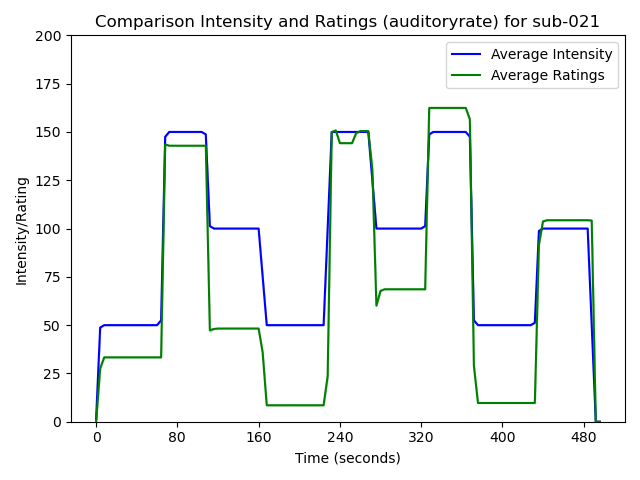 Comparison Intensity and Ratings (auditoryrate) for sub-021
Average Intensity
Average Ratings
Intensity/Rating
200
175
150
125
100
75
50
25
0
0 80 160 240 320 400 480
Time (seconds)